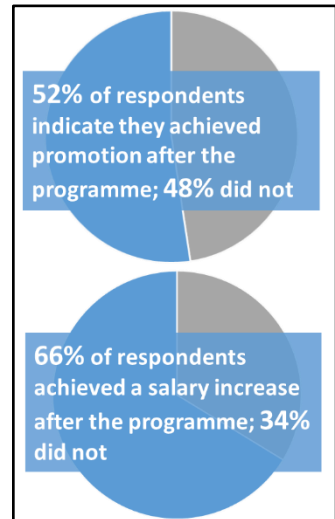 52% of respondents
indicate they achieved
promotion after the
programme; 48% did not
66% of respondents
achieved a salary increase
after the programme; 34%
did not